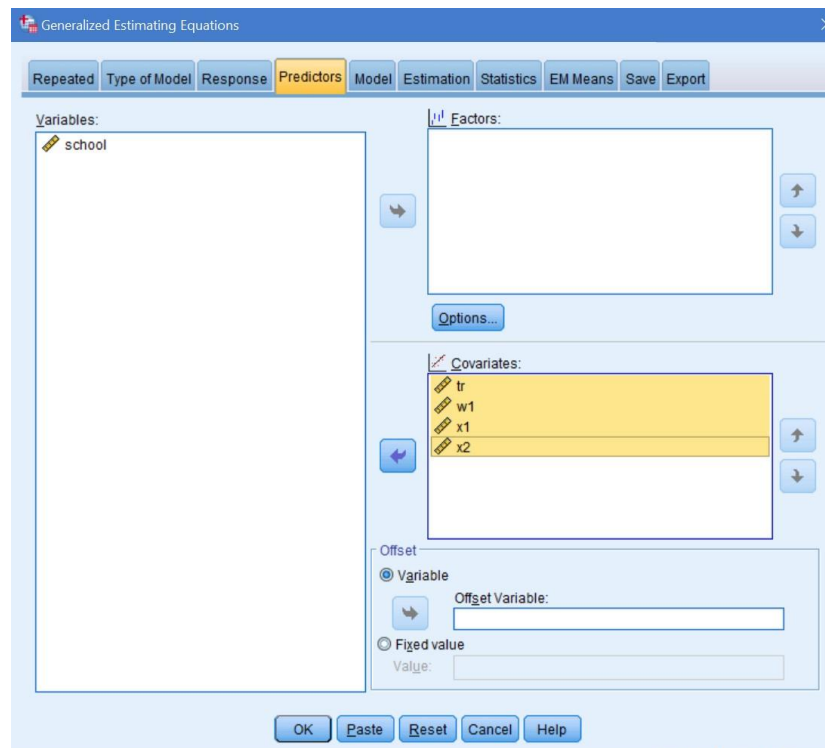 Generalized Estimating Equations
Repeated Type of Model Response Predictors Model Estimation Statistics EM Means Save Export
Variables:
school
Factors:
Options...
Covariates:
tr
w1
x1
x2
Offset
Variable
Offset Variable:
Fixed value
Value:
OK Paste Reset Cancel Help